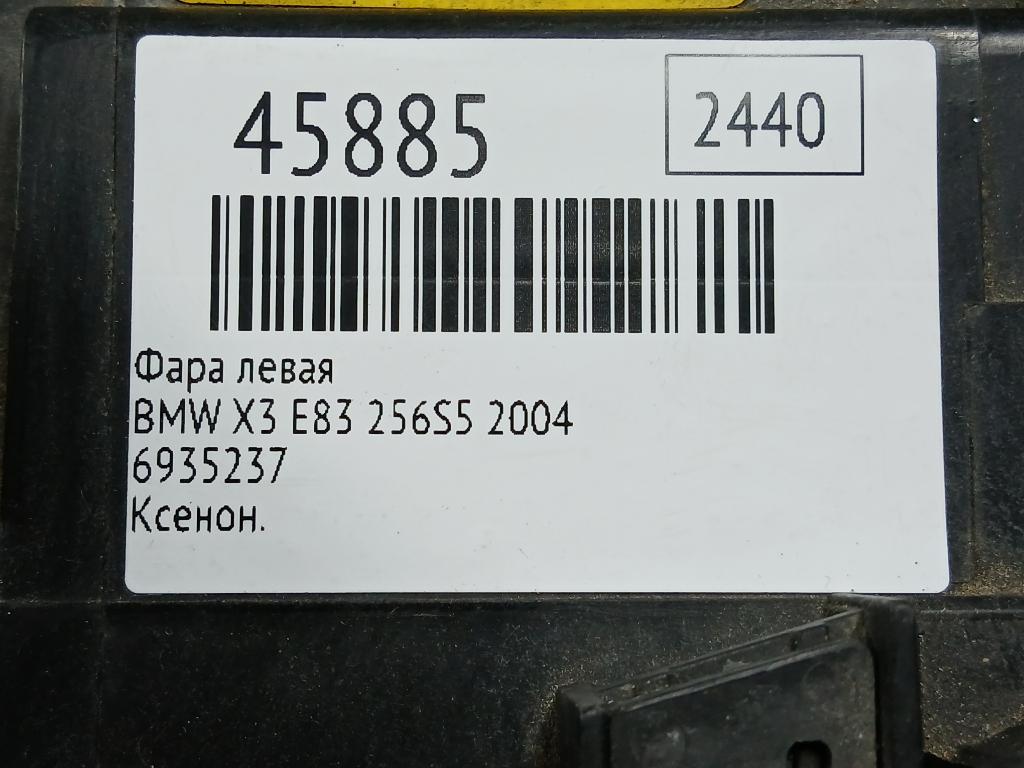 45885
2440
Фара левая
BMW X3 E83 256S5 2004
6935237
Ксенон.